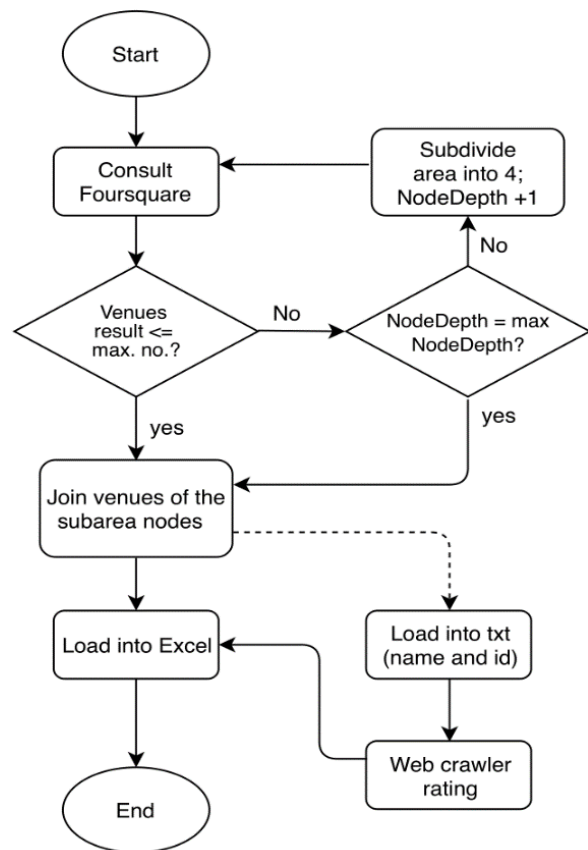 Start
Consult
Foursquare
Subdivide
area into 4;
NodeDepth +1
No
Venues
result <=
max. no.?
No
NodeDepth = max
NodeDepth?
yes
yes
Join venues of the
subarea nodes
Load into Excel
Load into txt
(name and id)
Web crawler
rating
End